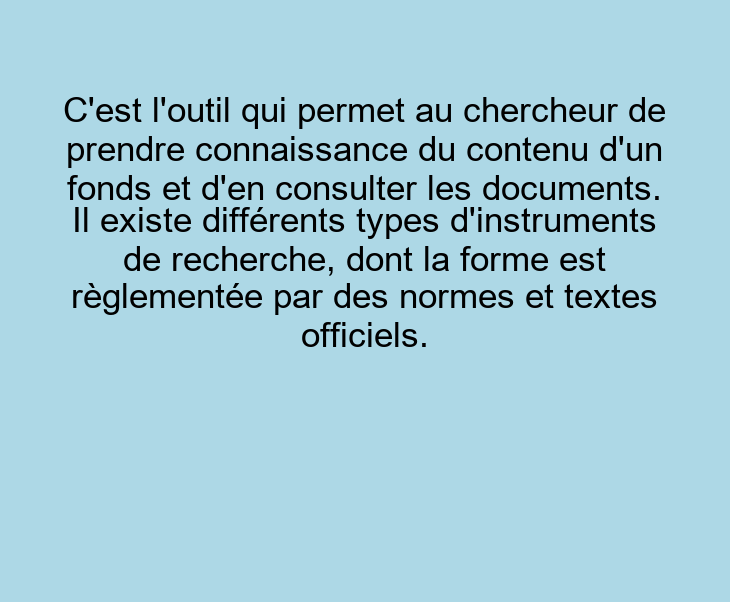 C'est l'outil qui permet au chercheur de
prendre connaissance du contenu d'un
fonds et d'en consulter les documents.
Il existe différents types d'instruments
de recherche, dont la forme est
règlementée par des normes et textes
officiels.